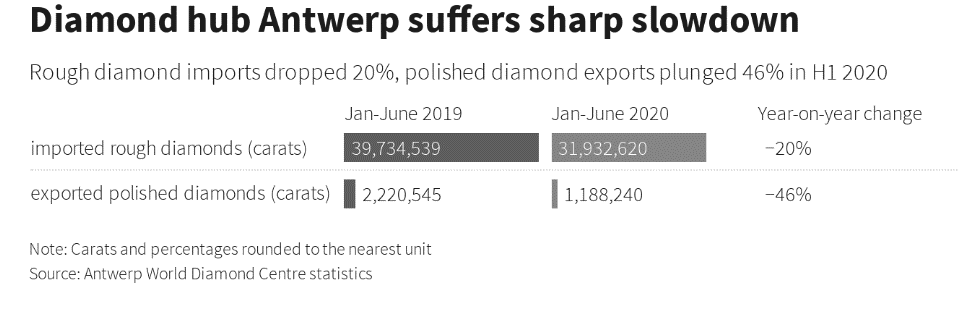 Diamond hub Antwerp suffers sharp slowdown
Rough diamond imports dropped 20%, polished diamond exports plunged 46% in H1 2020
Jan-June 2019 Jan-June 2020 Year-on-year change
imported rough diamonds (carats) 39,734,539 31,932,620 −20%
exported polished diamonds (carats) 2,220,545 1,188,240 −46%
Note: Carats and percentages rounded to the nearest unit
Source: Antwerp World Diamond Centre statistics